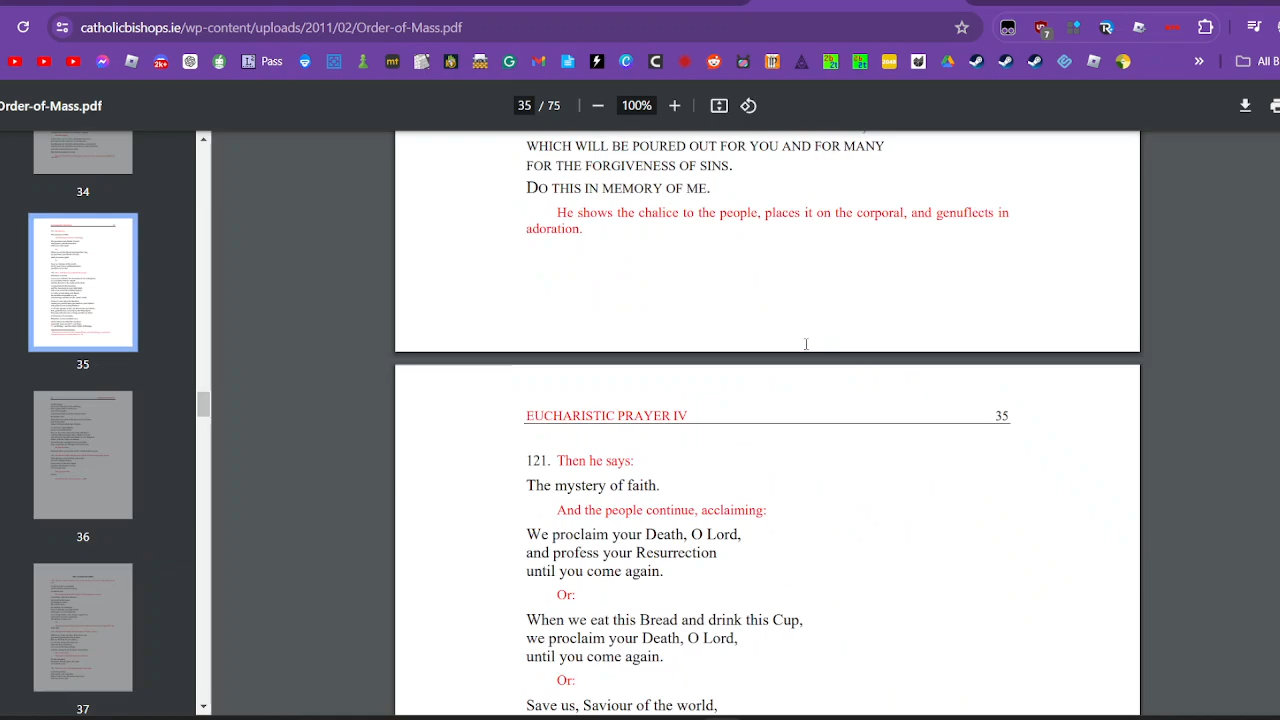 catholicbishops.ie/wp-content/uploads/2011/02/Order-of-Mass.pdf
7
2K+ Pass mt G All B
Order-of-Mass.pdf 35 / 75 100%
WHICH WILL BE POURED OUT FOR YOU AND FOR MANY
FOR THE FORGIVENESS OF SINS.
DO THIS IN MEMORY OF ME.
He shows the chalice to the people, places it on the corporal, and genuflects in
adoration.
EUCHARISTIC PRAYER IV 35
121. Then he says:
The mystery of faith.
And the people continue, acclaiming:
We proclaim your Death, O Lord,
and profess your Resurrection
until you come again.
Or:
When we eat this Bread and drink this Cup,
we proclaim your Death, O Lord,
until you come again.
Or:
Save us, Saviour of the world,
34
35
36
37